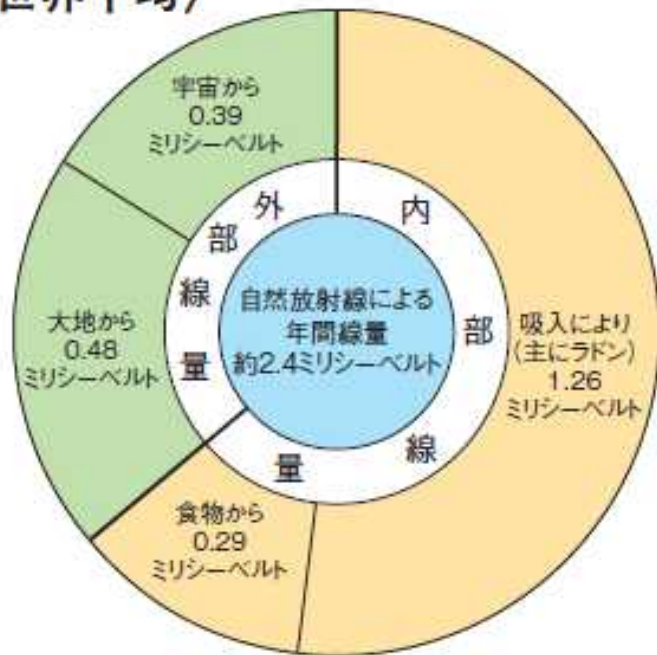 宇宙から
0.39
ミリシーベルト
大地から
0.48
ミリシーベルト
食物から
0.29
ミリシーベルト
吸入により
(主にラドン)
1.26
ミリシーベルト
外部線量
内部線量
自然放射線による
年間線量
約2.4ミリシーベルト